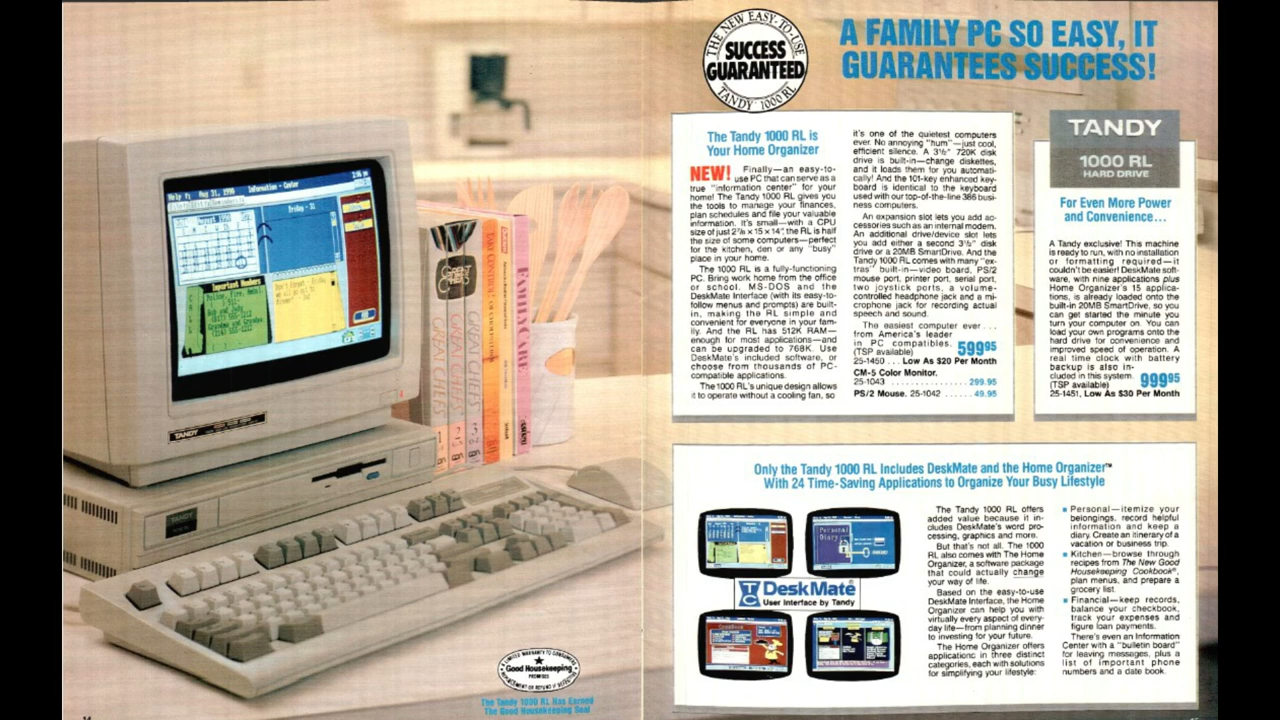 Help F1 May 31, 1990 Information - Center 2:06 pm
Friday - 31
Important Numbers
Police, Fire, Medel.
TANDY
TANDY
GREAT CHEFS
GREAT CHEFS
GREAT CHEFS
GREAT CHEFS
FAMILY CARE
Good Housekeeping
PROMISES
The Tandy 1000 RL Has Earned
The Good Housekeeping Seal
14
THE NEW EASY-TO-USE
SUCCESS
GUARANTEED
TANDY 1000 RL
A FAMILY PC SO EASY, IT
GUARANTEES SUCCESS!
The Tandy 1000 RL is
Your Home Organizer
NEW! Finally—an easy-to-
use PC that can serve as a
true "information center" for your
home! The Tandy 1000 RL gives you
the tools to manage your finances,
plan schedules and file your valuable
information. It's small—with a CPU
size of just 2⅞ x 15 x 14", the RL is half
the size of some computers—perfect
for the kitchen, den or any "busy"
place in your home.
The 1000 RL is a fully-functioning
PC. Bring work home from the office
or school. MS-DOS and the
DeskMate Interface (with its easy-to-
follow menus and prompts) are built-
in, making the RL simple and
convenient for everyone in your fam-
ily. And the RL has 512K RAM—
enough for most applications—and
can be upgraded to 768K. Use
DeskMate's included software, or
choose from thousands of PC-
compatible applications.
The 1000 RL's unique design allows
it to operate without a cooling fan, so
it's one of the quietest computers
ever. No annoying "hum"—just cool,
efficient silence. A 3½" 720K disk
drive is built-in—change diskettes,
and it loads them for you automati-
cally! And the 101-key enhanced key-
board is identical to the keyboard
used with our top-of-the-line 386 busi-
ness computers.
An expansion slot lets you add ac-
cessories such as an internal modem.
An additional drive/device slot lets
you add either a second 3½" disk
drive or a 20MB SmartDrive. And the
Tandy 1000 RL comes with many "ex-
tras" built-in—video board, PS/2
mouse port, printer port, serial port,
two joystick ports, a volume-
controlled headphone jack and a mi-
crophone jack for recording actual
speech and sound.
The easiest computer ever . . .
from America's leader
in PC compatibles.
(TSP available) 599⁹⁵
25-1450 . . . Low As $20 Per Month
CM-5 Color Monitor.
25-1043 . . . . . . . . . . . . . . . . . 299.95
PS/2 Mouse. 25-1042 . . . . . . 49.95
TANDY
1000 RL
HARD DRIVE
For Even More Power
and Convenience...
A Tandy exclusive! This machine
is ready to run, with no installation
or formatting required—it
couldn't be easier! DeskMate soft-
ware, with nine applications plus
Home Organizer's 15 applica-
tions, is already loaded onto the
built-in 20MB SmartDrive, so you
can get started the minute you
turn your computer on. You can
load your own programs onto the
hard drive for convenience and
improved speed of operation. A
real time clock with battery
backup is also in-
cluded in this system.
(TSP available) 999⁹⁵
25-1451, Low As $30 Per Month
Only the Tandy 1000 RL Includes DeskMate and the Home Organizer™
With 24 Time-Saving Applications to Organize Your Busy Lifestyle
Personal
Diary
DeskMate
User Interface by Tandy
The Tandy 1000 RL offers
added value because it in-
cludes DeskMate's word pro-
cessing, graphics and more.
But that's not all. The 1000
RL also comes with The Home
Organizer, a software package
that could actually change
your way of life.
Based on the easy-to-use
DeskMate Interface, the Home
Organizer can help you with
virtually every aspect of every-
day life—from planning dinner
to investing for your future.
The Home Organizer offers
applications in three distinct
categories, each with solutions
for simplifying your lifestyle:
■ Personal—itemize your
belongings, record helpful
information and keep a
diary. Create an itinerary of a
vacation or business trip.
■ Kitchen—browse through
recipes from The New Good
Housekeeping Cookbook®,
plan menus, and prepare a
grocery list.
■ Financial—keep records,
balance your checkbook,
track your expenses and
figure loan payments.
There's even an Information
Center with a "bulletin board"
for leaving messages, plus a
list of important phone
numbers and a date book.